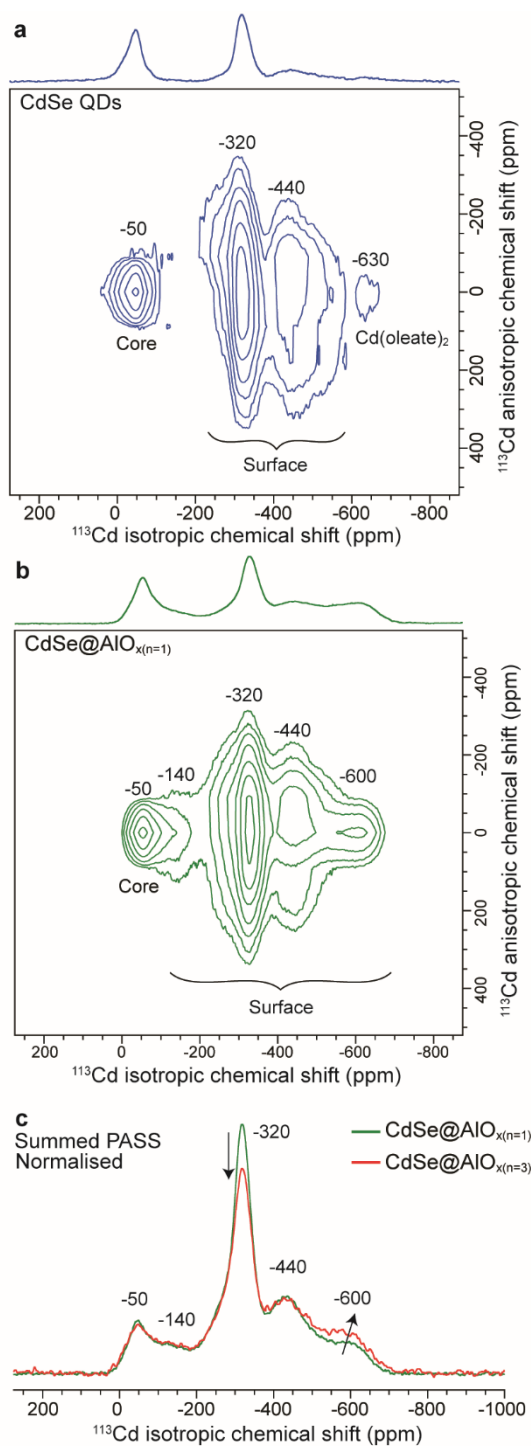 a
CdSe QDs
-320
-440
-50
-630
Core
Cd(oleate)₂
Surface
-400
-200
0
200
400
¹¹³Cd anisotropic chemical shift (ppm)
200 0 -200 -400 -600 -800
¹¹³Cd isotropic chemical shift (ppm)
b
CdSe@AlOₓ₍ₙ₌₁₎
-320
-440
-50
-140
-600
Core
Surface
-400
-200
0
200
400
¹¹³Cd anisotropic chemical shift (ppm)
200 0 -200 -400 -600 -800
¹¹³Cd isotropic chemical shift (ppm)
c
Summed PASS
Normalised
-320
CdSe@AlOₓ₍ₙ₌₁₎
CdSe@AlOₓ₍ₙ₌₃₎
-50
-140
-440
-600
200 0 -200 -400 -600 -800 -1000
¹¹³Cd isotropic chemical shift (ppm)